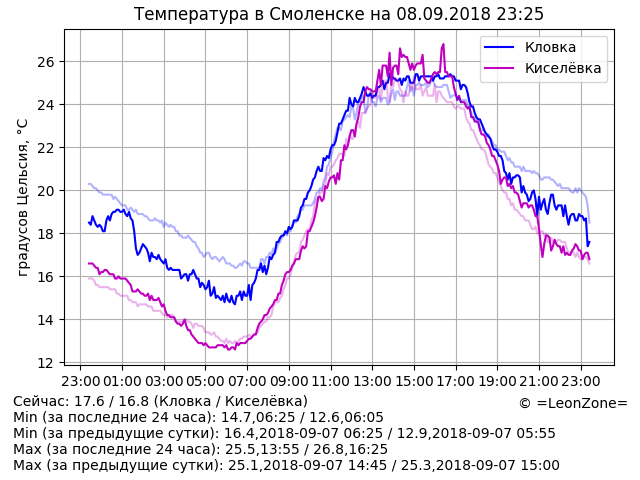 Температура в Смоленске на 08.09.2018 23:25
Кловка
Киселёвка
градусов Цельсия, °C
26
24
22
20
18
16
14
12
23:00 01:00 03:00 05:00 07:00 09:00 11:00 13:00 15:00 17:00 19:00 21:00 23:00
Сейчас: 17.6 / 16.8 (Кловка / Киселёвка)
© =LeonZone=
Min (за последние 24 часа): 14.7,06:25 / 12.6,06:05
Min (за предыдущие сутки): 16.4,2018-09-07 06:25 / 12.9,2018-09-07 05:55
Max (за последние 24 часа): 25.5,13:55 / 26.8,16:25
Max (за предыдущие сутки): 25.1,2018-09-07 14:45 / 25.3,2018-09-07 15:00